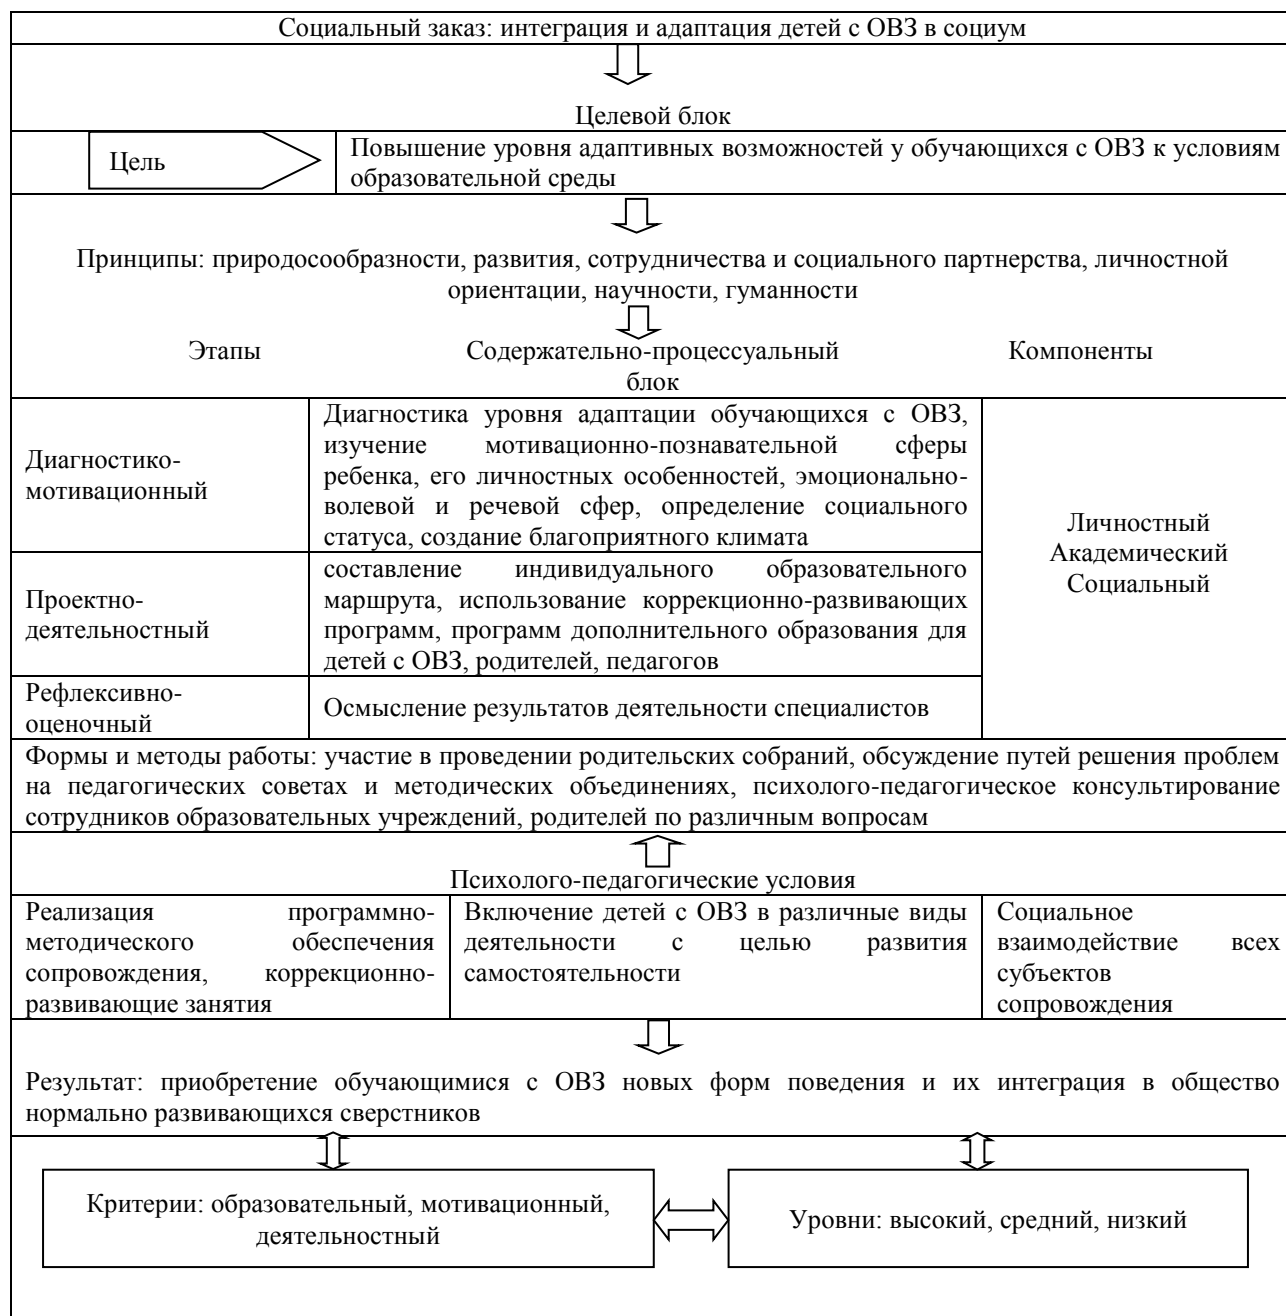 Социальный заказ: интеграция и адаптация детей с ОВЗ в социум
Целевой блок
Цель
Повышение уровня адаптивных возможностей у обучающихся с ОВЗ к условиям
образовательной среды
Принципы: природосообразности, развития, сотрудничества и социального партнерства, личностной
ориентации, научности, гуманности
Этапы
Содержательно-процессуальный
блок
Компоненты
Диагностико-
мотивационный
Диагностика уровня адаптации обучающихся с ОВЗ,
изучение мотивационно-познавательной сферы
ребенка, его личностных особенностей, эмоционально-
волевой и речевой сфер, определение социального
статуса, создание благоприятного климата
Личностный
Академический
Социальный
Проектно-
деятельностный
составление индивидуального образовательного
маршрута, использование коррекционно-развивающих
программ, программ дополнительного образования для
детей с ОВЗ, родителей, педагогов
Рефлексивно-
оценочный
Осмысление результатов деятельности специалистов
Формы и методы работы: участие в проведении родительских собраний, обсуждение путей решения проблем
на педагогических советах и методических объединениях, психолого-педагогическое консультирование
сотрудников образовательных учреждений, родителей по различным вопросам
Психолого-педагогические условия
Реализация программно-
методического обеспечения
сопровождения, коррекционно-
развивающие занятия
Включение детей с ОВЗ в различные виды
деятельности с целью развития
самостоятельности
Социальное
взаимодействие всех
субъектов
сопровождения
Результат: приобретение обучающимися с ОВЗ новых форм поведения и их интеграция в общество
нормально развивающихся сверстников
Критерии: образовательный, мотивационный,
деятельностный
Уровни: высокий, средний, низкий